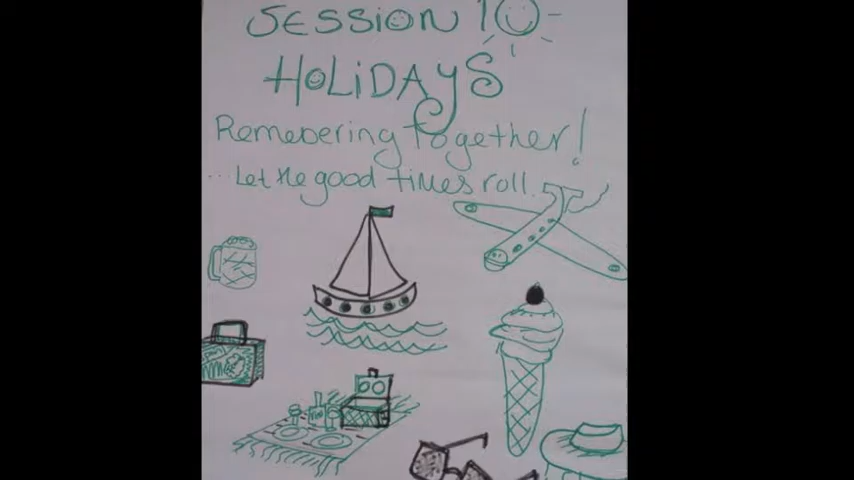 SESSION 10
HOLIDAYS
Remebering together!
...Let the good times roll.